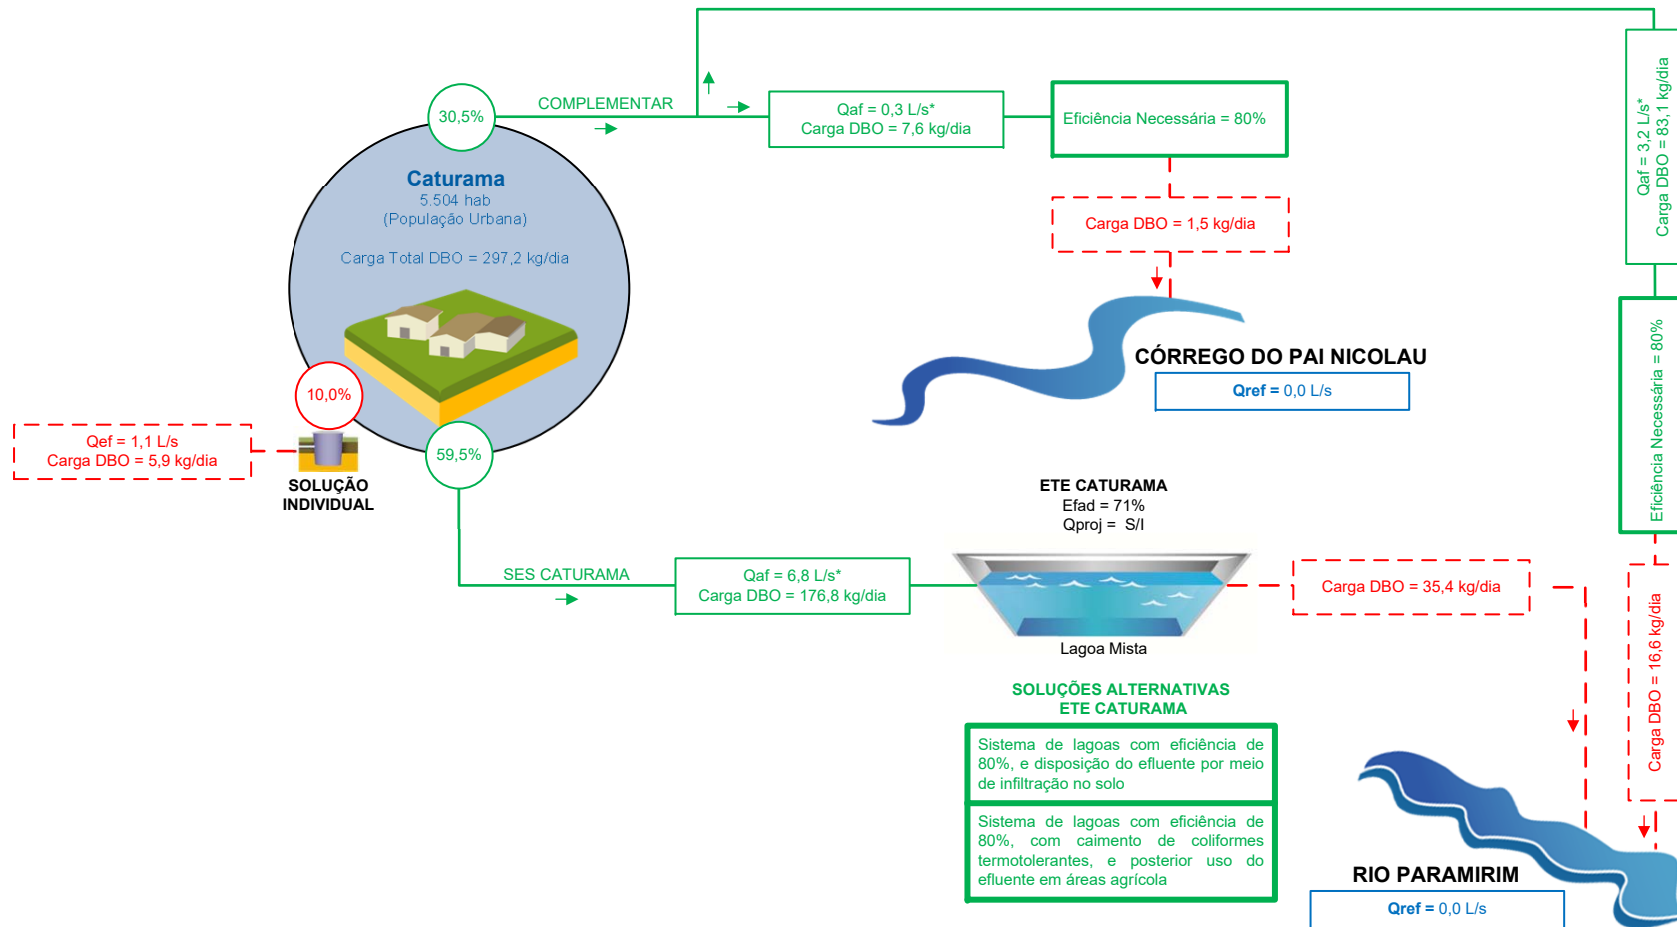 30,5%
COMPLEMENTAR
Qaf = 0,3 L/s*
Carga DBO = 7,6 kg/dia
Eficiência Necessária = 80%
Qaf = 3,2 L/s*
Carga DBO = 83,1 kg/dia
Caturama
5.504 hab
(População Urbana)
Carga Total DBO = 297,2 kg/dia
Carga DBO = 1,5 kg/dia
CÓRREGO DO PAI NICOLAU
Qref = 0,0 L/s
Eficiência Necessária = 80%
10,0%
Qef = 1,1 L/s
Carga DBO = 5,9 kg/dia
SOLUÇÃO
INDIVIDUAL
59,5%
SES CATURAMA
Qaf = 6,8 L/s*
Carga DBO = 176,8 kg/dia
ETE CATURAMA
Efad = 71%
Qproj = S/I
Lagoa Mista
Carga DBO = 35,4 kg/dia
Carga DBO = 16,6 kg/dia
SOLUÇÕES ALTERNATIVAS
ETE CATURAMA
Sistema de lagoas com eficiência de
80%, e disposição do efluente por meio
de infiltração no solo
Sistema de lagoas com eficiência de
80%, com caimento de coliformes
termotolerantes, e posterior uso do
efluente em áreas agrícola
RIO PARAMIRIM
Qref = 0,0 L/s